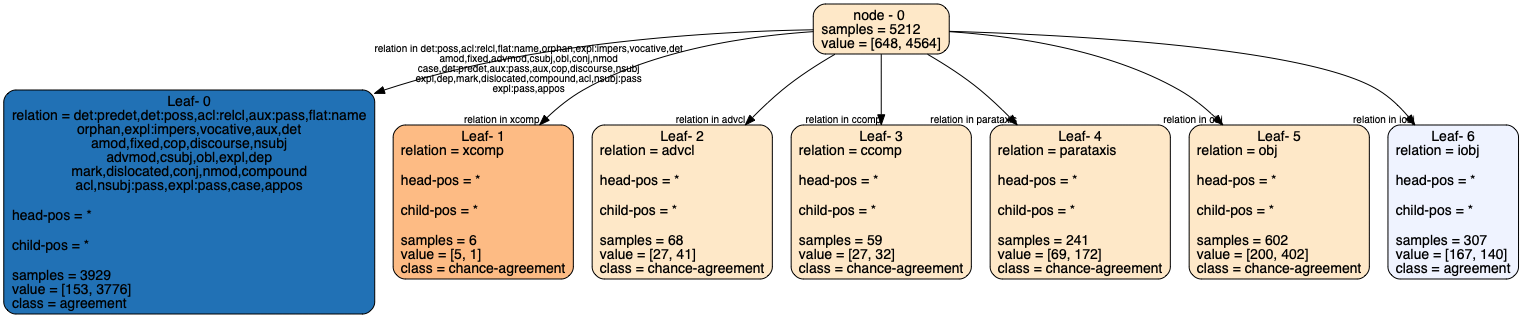 node - 0
samples = 5212
value = [648, 4564]
relation in det:poss,acl:relcl,flat:name,orphan,expl:impers,vocative,det
amod,fixed,advmod,csubj,obl,conj,nmod
case,det:predet,aux:pass,aux,cop,discourse,nsubj
expl,dep,mark,dislocated,compound,acl,nsubj:pass
expl:pass,appos
relation in xcomp
relation in advcl
relation in ccomp
relation in parataxis
relation in obj
relation in iobj
Leaf- 0
relation = det:predet,det:poss,acl:relcl,aux:pass,flat:name
orphan,expl:impers,vocative,aux,det
amod,fixed,cop,discourse,nsubj
advmod,csubj,obl,expl,dep
mark,dislocated,conj,nmod,compound
acl,nsubj:pass,expl:pass,case,appos
head-pos = *
child-pos = *
samples = 3929
value = [153, 3776]
class = agreement
Leaf- 1
relation = xcomp
head-pos = *
child-pos = *
samples = 6
value = [5, 1]
class = chance-agreement
Leaf- 2
relation = advcl
head-pos = *
child-pos = *
samples = 68
value = [27, 41]
class = chance-agreement
Leaf- 3
relation = ccomp
head-pos = *
child-pos = *
samples = 59
value = [27, 32]
class = chance-agreement
Leaf- 4
relation = parataxis
head-pos = *
child-pos = *
samples = 241
value = [69, 172]
class = chance-agreement
Leaf- 5
relation = obj
head-pos = *
child-pos = *
samples = 602
value = [200, 402]
class = chance-agreement
Leaf- 6
relation = iobj
head-pos = *
child-pos = *
samples = 307
value = [167, 140]
class = agreement